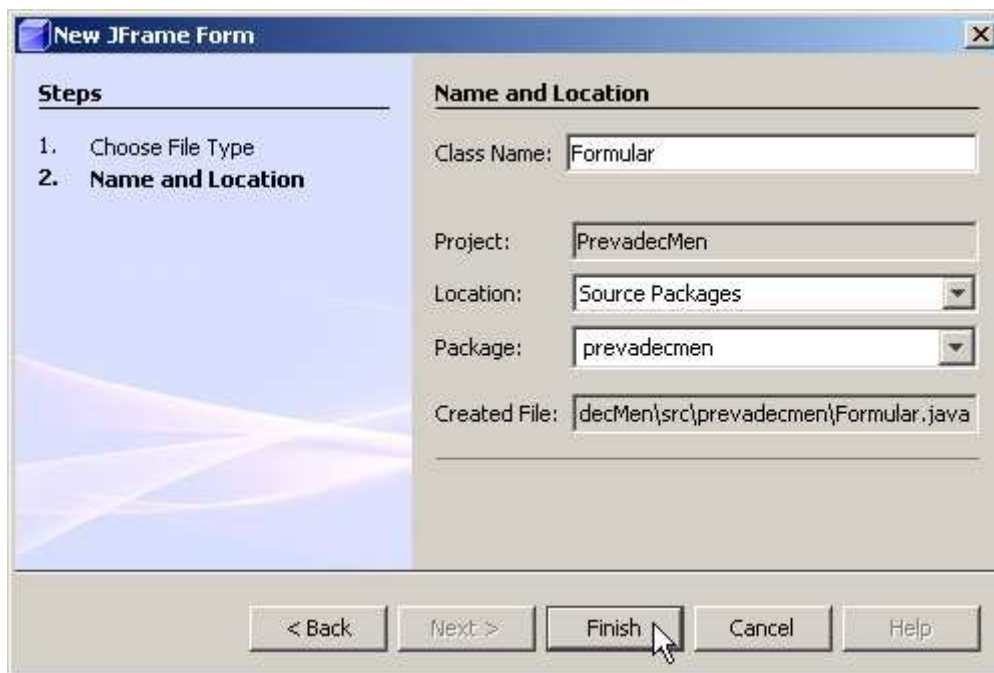 New JFrame Form
Steps
1. Choose File Type
2. Name and Location
Name and Location
Class Name: Formular
Project: PrevadecMen
Location: Source Packages
Package: prevadecmen
Created File: decMen\src\prevadecmen\Formular.java
< Back Next > Finish Cancel Help